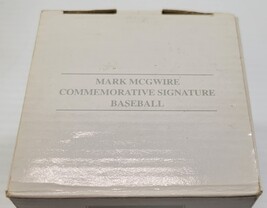 MARK MCGWIRE
COMMEMORATIVE SIGNATURE
BASEBALL